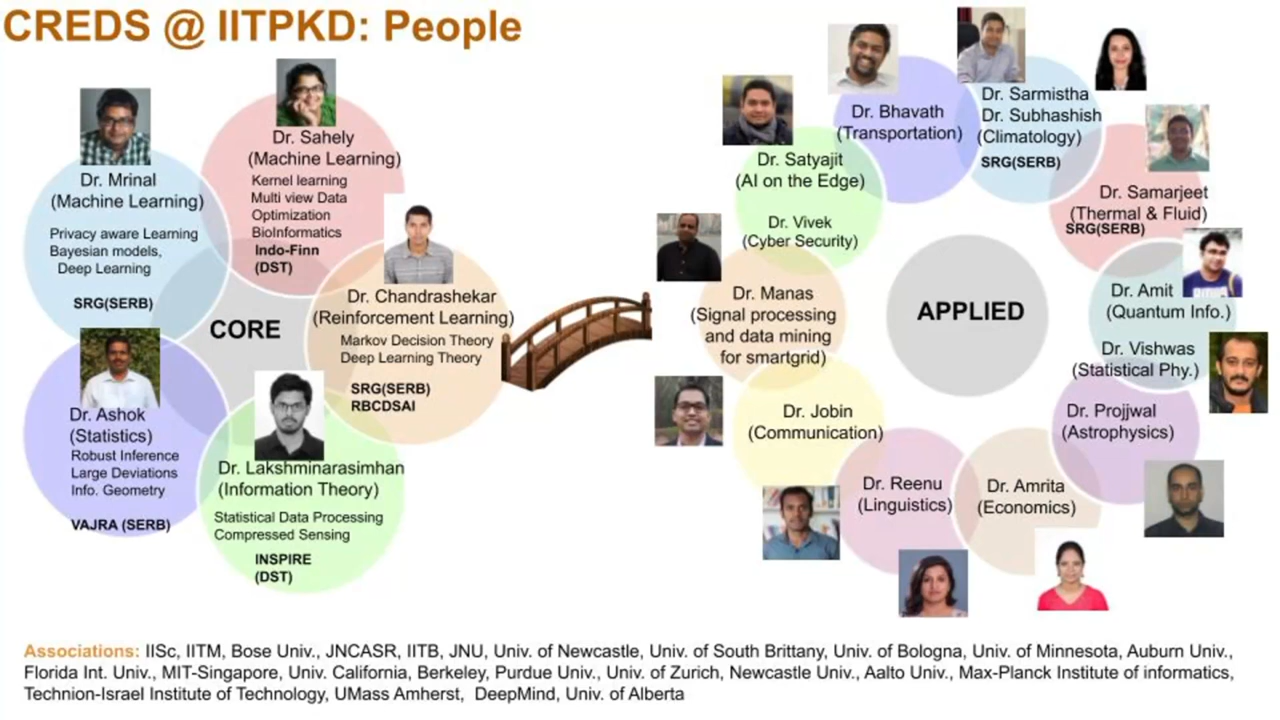 CREDS @ IITPKD: People
Dr. Mrinal
(Machine Learning)
Privacy aware Learning
Bayesian models,
Deep Learning
SRG(SERB)
Dr. Sahely
(Machine Learning)
Kernel learning
Multi view Data
Optimization
BioInformatics
Indo-Finn
(DST)
Dr. Chandrashekar
(Reinforcement Learning)
Markov Decision Theory
Deep Learning Theory
SRG(SERB)
RBCDSAI
CORE
Dr. Ashok
(Statistics)
Robust Inference
Large Deviations
Info. Geometry
VAJRA (SERB)
Dr. Lakshminarasimhan
(Information Theory)
Statistical Data Processing
Compressed Sensing
INSPIRE
(DST)
Dr. Bhavath
(Transportation)
Dr. Sarmistha
Dr. Subhashish
(Climatology)
SRG(SERB)
Dr. Satyajit
(AI on the Edge)
Dr. Vivek
(Cyber Security)
Dr. Samarjeet
(Thermal & Fluid)
SRG(SERB)
Dr. Manas
(Signal processing
and data mining
for smartgrid)
APPLIED
Dr. Amit
(Quantum Info.)
Dr. Vishwas
(Statistical Phy.)
Dr. Jobin
(Communication)
Dr. Projjwal
(Astrophysics)
Dr. Reenu
(Linguistics)
Dr. Amrita
(Economics)
Associations: IISc, IITM, Bose Univ., JNCASR, IITB, JNU, Univ. of Newcastle, Univ. of South Brittany, Univ. of Bologna, Univ. of Minnesota, Auburn Univ.,
Florida Int. Univ., MIT-Singapore, Univ. California, Berkeley, Purdue Univ., Univ. of Zurich, Newcastle Univ., Aalto Univ., Max-Planck Institute of informatics,
Technion-Israel Institute of Technology, UMass Amherst, DeepMind, Univ. of Alberta